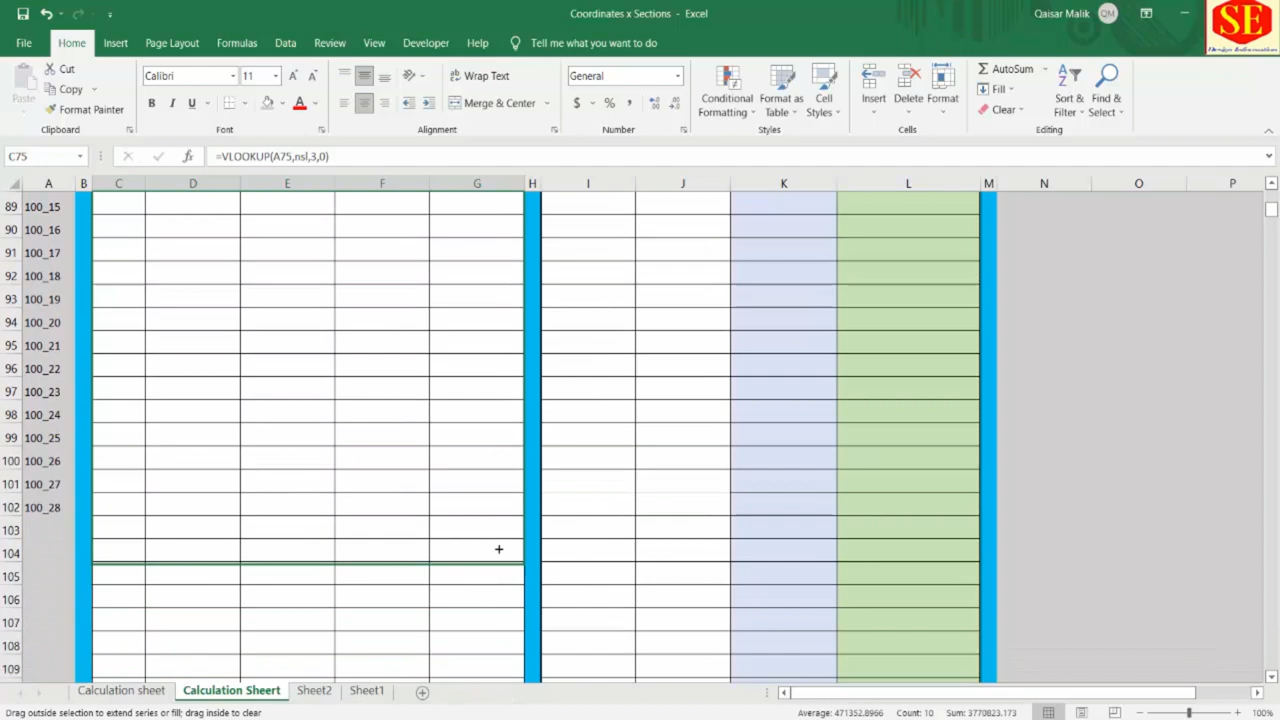 Coordinates x Sections - Excel
Qaisar Malik QM
SE
File Home Insert Page Layout Formulas Data Review View Developer Help Tell me what you want to do
Cut
Copy
Format Painter
Paste
Clipboard
Calibri 11
B I U
Font
Wrap Text
Merge & Center
Alignment
General
$ % ,
Number
Conditional Formatting
Format as Table
Cell Styles
Styles
Insert Delete Format
Cells
AutoSum
Fill
Clear
Sort & Filter
Find & Select
Editing
C75 fx =VLOOKUP(A75,nsl,3,0)
A B C D E F G H I J K L M N O P
89 100_15
90 100_16
91 100_17
92 100_18
93 100_19
94 100_20
95 100_21
96 100_22
97 100_23
98 100_24
99 100_25
100 100_26
101 100_27
102 100_28
103
104
105
106
107
108
109
Calculation sheet Calculation Sheert Sheet2 Sheet1
Drag outside selection to extend series or fill; drag inside to clear Average: 471352.8966 Count: 10 Sum: 3770823.173 100%